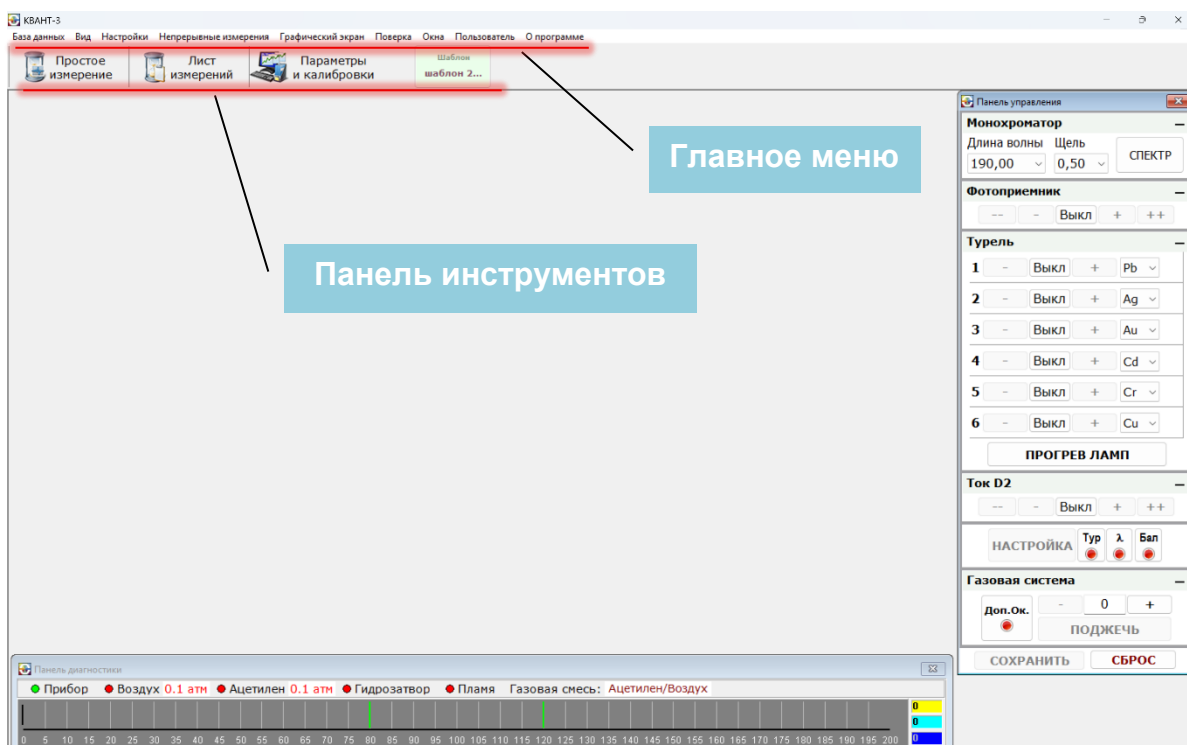 КВАНТ-3
База данных Вид Настройки Непрерывные измерения Графический экран Поверка Окна Пользователь О программе
Простое измерение
Лист измерений
Параметры и калибровки
Шаблон
шаблон 2...
Главное меню
Панель инструментов
Панель управления
Монохроматор
Длина волны Щель
190,00 0,50 СПЕКТР
Фотоприемник
-- - Выкл + ++
Турель
1 - Выкл + Pb
2 - Выкл + Ag
3 - Выкл + Au
4 - Выкл + Cd
5 - Выкл + Cr
6 - Выкл + Cu
ПРОГРЕВ ЛАМП
Ток D2
-- - Выкл + ++
НАСТРОЙКА Тур λ Бал
Газовая система
Доп.Ок. - 0 +
ПОДЖЕЧЬ
СОХРАНИТЬ СБРОС
Панель диагностики
Прибор Воздух 0.1 атм Ацетилен 0.1 атм Гидрозатвор Пламя Газовая смесь: Ацетилен/Воздух
0
0
0 5 10 15 20 25 30 35 40 45 50 55 60 65 70 75 80 85 90 95 100 105 110 115 120 125 130 135 140 145 150 155 160 165 170 175 180 185 190 195 200 0